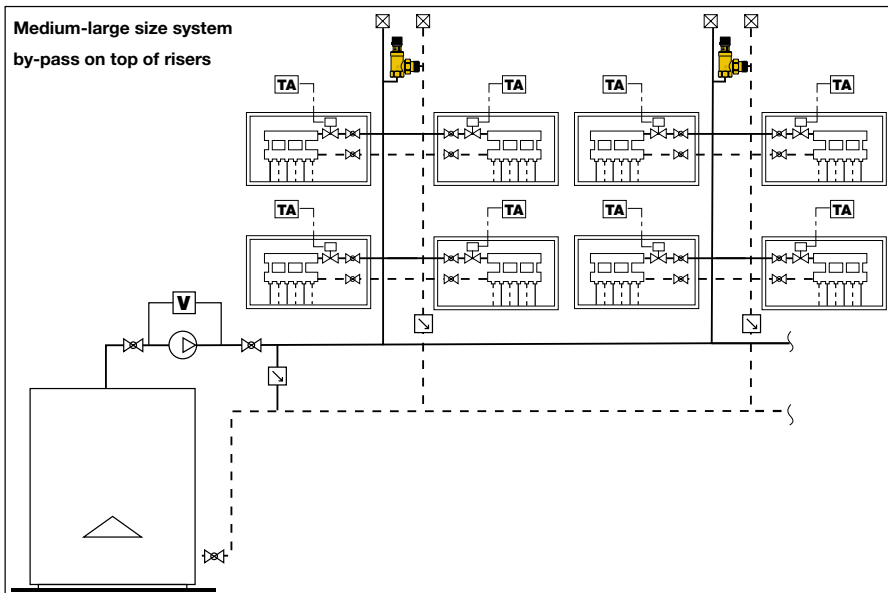 Medium-large size system
by-pass on top of risers
TA TA TA TA
TA TA TA TA
V